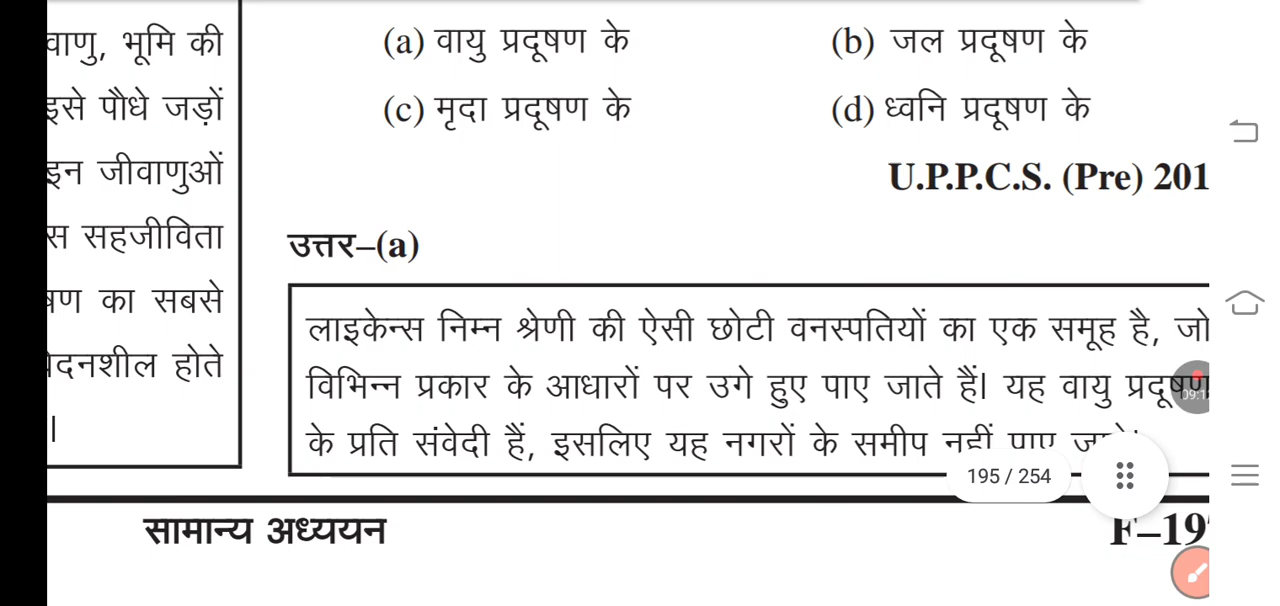 वाणु, भूमि की
इसे पौधे जड़ों
इन जीवाणुओं
स सहजीविता
षण का सबसे
वेदनशील होते
।
(a) वायु प्रदूषण के (b) जल प्रदूषण के
(c) मृदा प्रदूषण के (d) ध्वनि प्रदूषण के
U.P.P.C.S. (Pre) 201
उत्तर–(a)
लाइकेन्स निम्न श्रेणी की ऐसी छोटी वनस्पतियों का एक समूह है, जो
विभिन्न प्रकार के आधारों पर उगे हुए पाए जाते हैं। यह वायु प्रदूषण
के प्रति संवेदी हैं, इसलिए यह नगरों के समीप नहीं पाए
195 / 254
सामान्य अध्ययन F–19